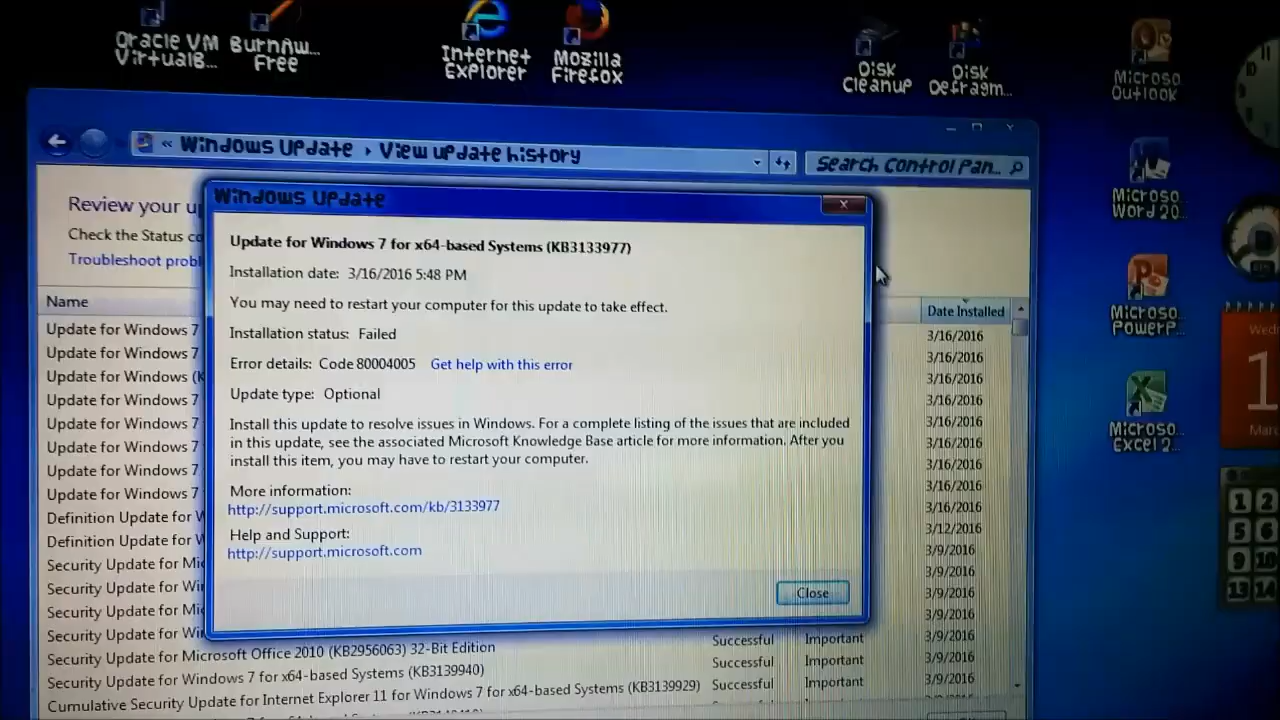 Oracle VM
VirtualB...
BurnAw...
Free
Internet
Explorer
Mozilla
Firefox
Disk
Cleanup
Disk
Defragm...
Microso
Outlook
« Windows Update ▸ View update history
Search Control Pan...
Microso...
Word 20...
Microso...
PowerP...
Microso...
Excel 2...
Review your u
Check the Status co
Troubleshoot probl
Windows Update
Update for Windows 7 for x64-based Systems (KB3133977)
Installation date: 3/16/2016 5:48 PM
You may need to restart your computer for this update to take effect.
Installation status: Failed
Error details: Code 80004005 Get help with this error
Update type: Optional
Install this update to resolve issues in Windows. For a complete listing of the issues that are included
in this update, see the associated Microsoft Knowledge Base article for more information. After you
install this item, you may have to restart your computer.
More information:
http://support.microsoft.com/kb/3133977
Help and Support:
http://support.microsoft.com
Close
Name
Date Installed
Update for Windows 7
3/16/2016
Update for Windows 7
3/16/2016
Update for Windows (K
3/16/2016
Update for Windows 7
3/16/2016
Update for Windows 7
3/16/2016
Update for Windows 7
3/16/2016
Update for Windows 7
3/16/2016
Update for Windows 7
3/16/2016
Definition Update for W
3/16/2016
Definition Update for W
3/12/2016
Security Update for Mic
3/9/2016
Security Update for Wi
3/9/2016
Security Update for Mi
3/9/2016
Security Update for Wi
3/9/2016
Security Update for Microsoft Office 2010 (KB2956063) 32-Bit Edition Successful Important 3/9/2016
Security Update for Windows 7 for x64-based Systems (KB3139940) Successful Important 3/9/2016
Cumulative Security Update for Internet Explorer 11 for Windows 7 for x64-based Systems (KB3139929) Successful Important 3/9/2016
10
11
Wed
1
Mar
1 2
5 6
9 10
13 14